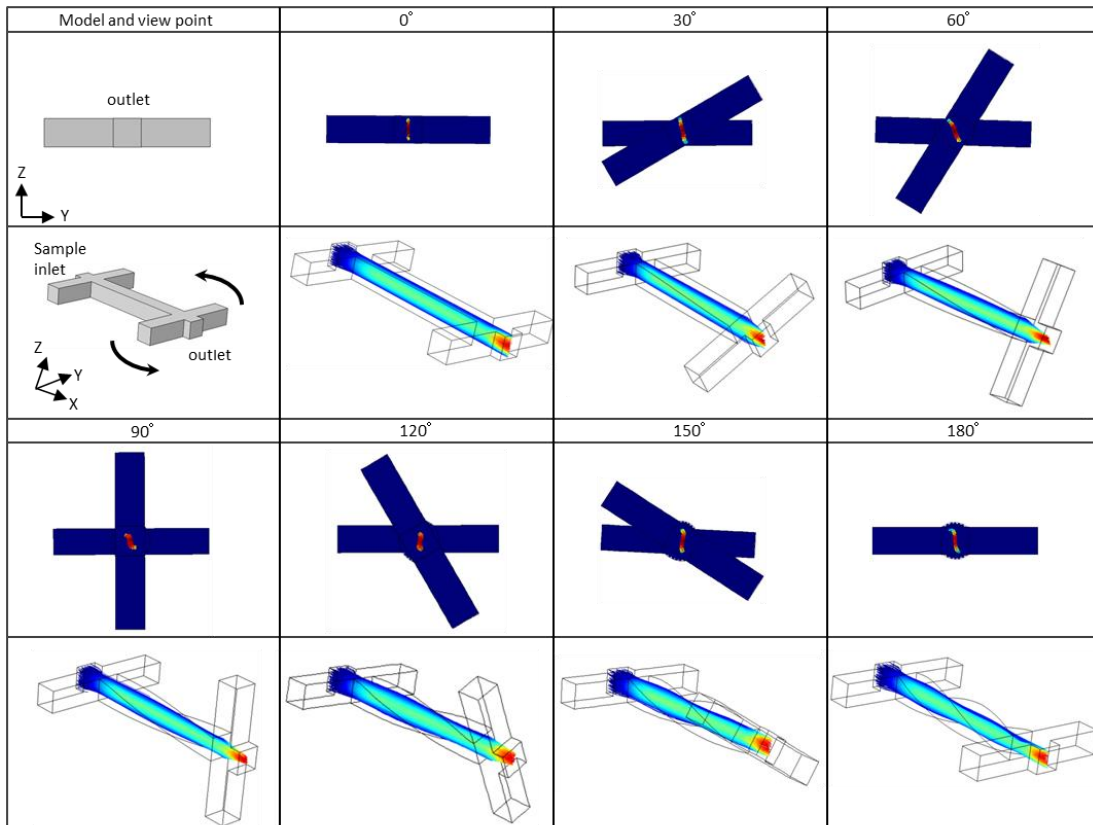 Model and view point
0°
30°
60°
outlet
Z
Y
Sample
inlet
outlet
Z
Y
X
90°
120°
150°
180°